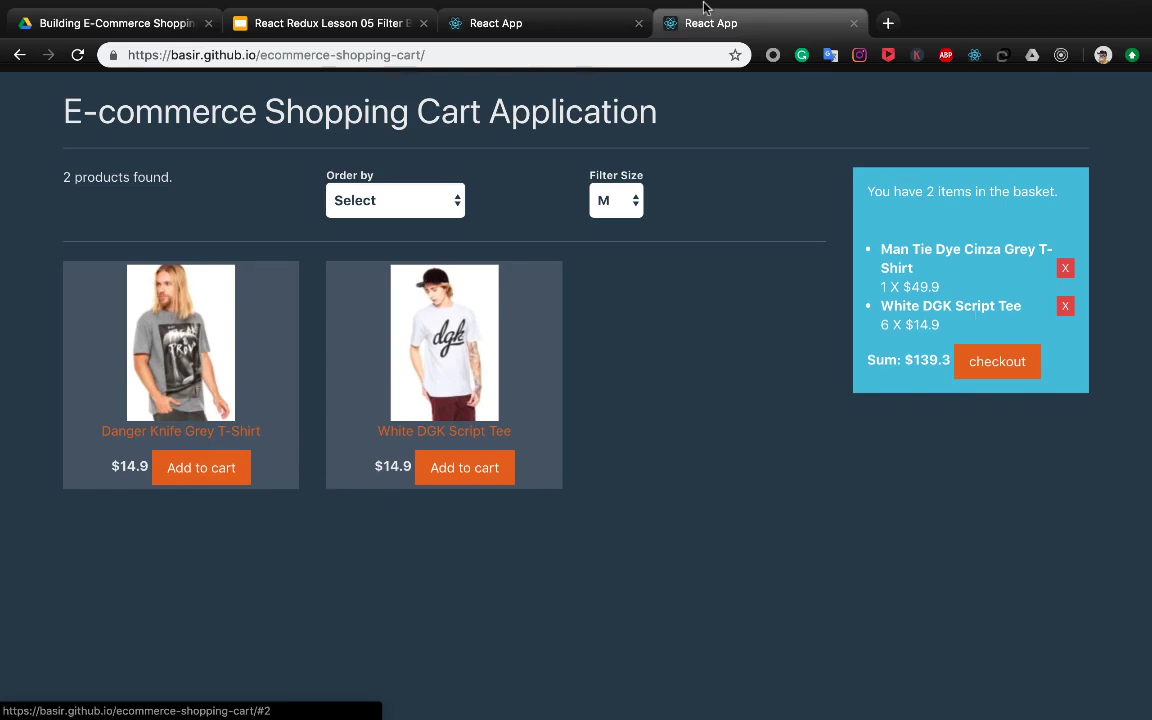 Building E-Commerce Shoppin
React Redux Lesson 05 Filter B
React App
React App
https://basir.github.io/ecommerce-shopping-cart/
ABP
E-commerce Shopping Cart Application
2 products found.
Order by
Select
Filter Size
M
You have 2 items in the basket.
Man Tie Dye Cinza Grey T-
Shirt
X
1 X $49.9
White DGK Script Tee
X
6 X $14.9
Sum: $139.3
checkout
dgk
Danger Knife Grey T-Shirt
$14.9
Add to cart
White DGK Script Tee
$14.9
Add to cart
https://basir.github.io/ecommerce-shopping-cart/#2